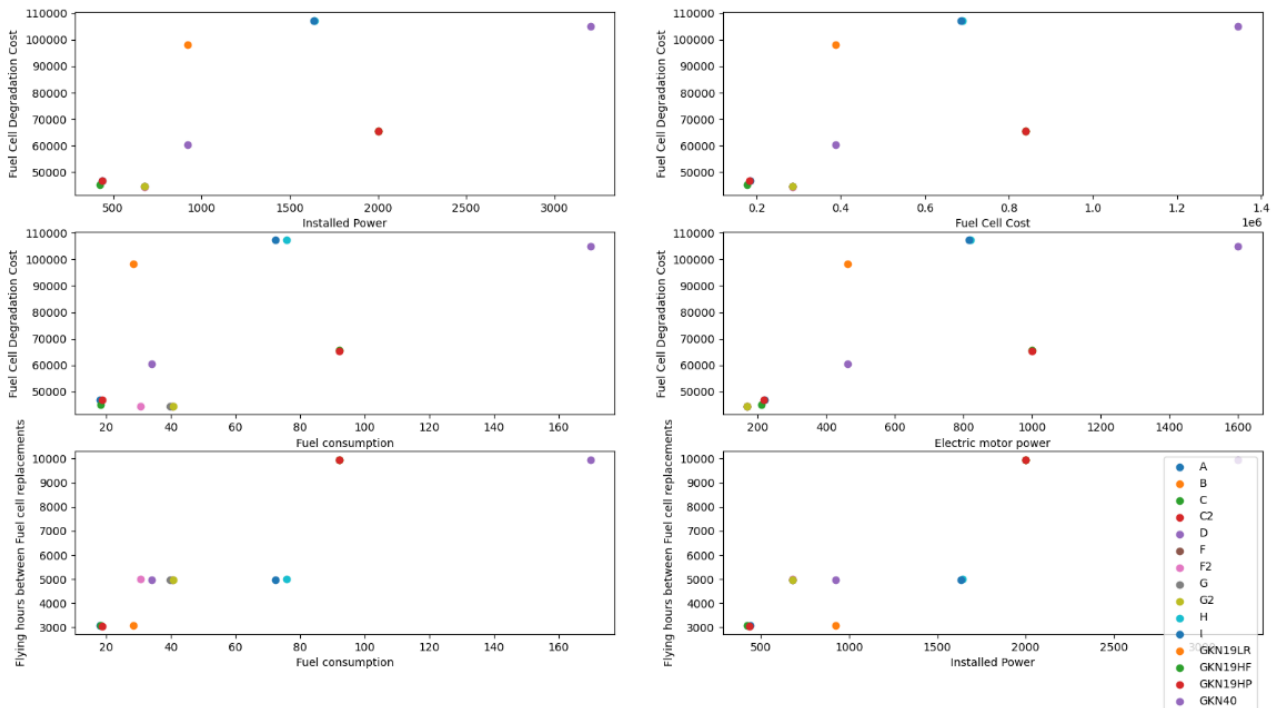 110000
100000
90000
80000
70000
60000
50000
Fuel Cell Degradation Cost
500 1000 1500 2000 2500 3000
Installed Power
110000
100000
90000
80000
70000
60000
50000
Fuel Cell Degradation Cost
0.2 0.4 0.6 0.8 1.0 1.2 1.4
1e6
Fuel Cell Cost
110000
100000
90000
80000
70000
60000
50000
Fuel Cell Degradation Cost
20 40 60 80 100 120 140 160
Fuel consumption
110000
100000
90000
80000
70000
60000
50000
Fuel Cell Degradation Cost
200 400 600 800 1000 1200 1400 1600
Electric motor power
10000
9000
8000
7000
6000
5000
4000
3000
Flying hours between Fuel cell replacements
20 40 60 80 100 120 140 160
Fuel consumption
10000
9000
8000
7000
6000
5000
4000
3000
Flying hours between Fuel cell replacements
500 1000 1500 2000 2500 3000
Installed Power
A
B
C
C2
D
F
F2
G
G2
H
I
GKN19LR
GKN19HF
GKN19HP
GKN40